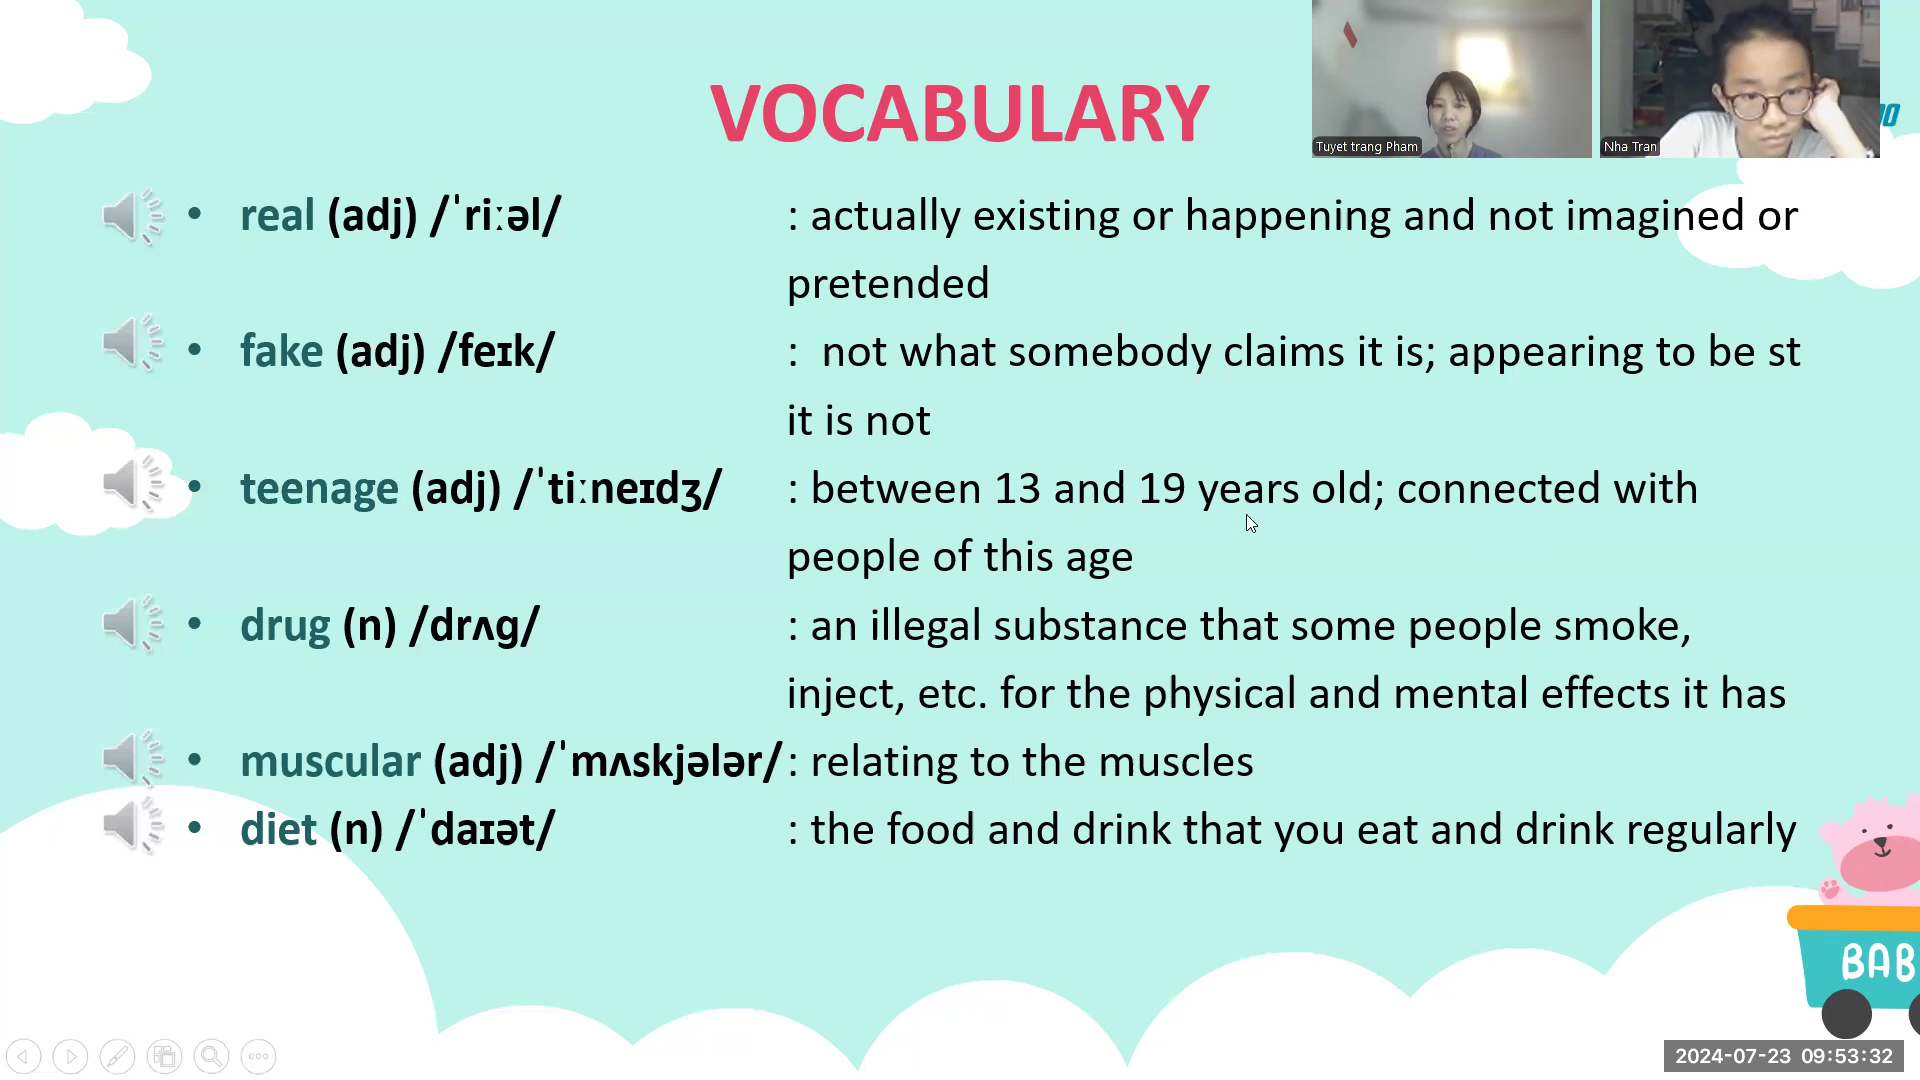 VOCABULARY
Tuyet trang Pham
Nha Tran
• real (adj) /ˈriːəl/ : actually existing or happening and not imagined or
pretended
• fake (adj) /feɪk/ : not what somebody claims it is; appearing to be st
it is not
• teenage (adj) /ˈtiːneɪdʒ/ : between 13 and 19 years old; connected with
people of this age
• drug (n) /drʌg/ : an illegal substance that some people smoke,
inject, etc. for the physical and mental effects it has
• muscular (adj) /ˈmʌskjələr/ : relating to the muscles
• diet (n) /ˈdaɪət/ : the food and drink that you eat and drink regularly
BAB
2024-07-23 09:53:32